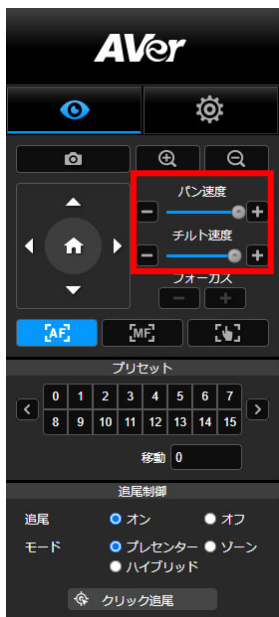 AVer
パン速度
チルト速度
フォーカス
AF
MF
プリセット
0 1 2 3 4 5 6 7
8 9 10 11 12 13 14 15
移動 0
追尾制御
追尾 オン オフ
モード プレセンター ゾーン
ハイブリッド
クリック追尾